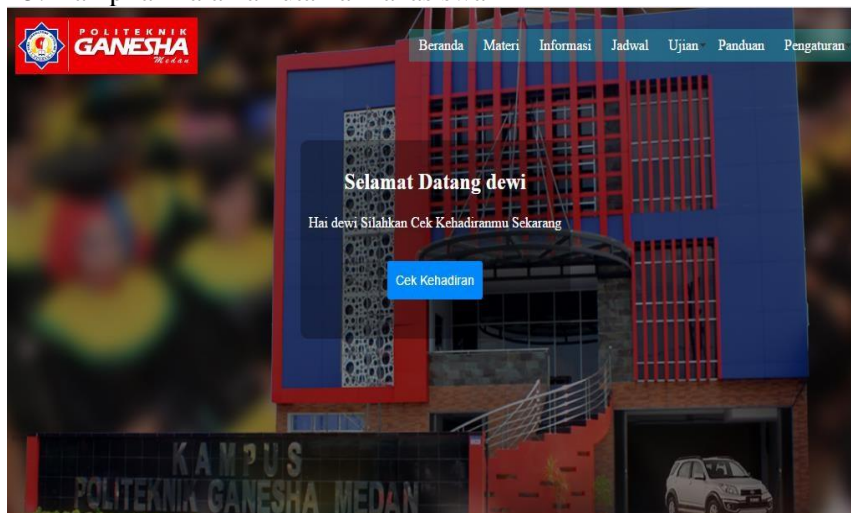 POLITEKNIK
GANESHA
Medan
Beranda Materi Informasi Jadwal Ujian Panduan Pengaturan
Selamat Datang dewi
Hai dewi Silahkan Cek Kehadiranmu Sekarang
Cek Kehadiran
KAMPUS
POLITEKNIK GANESHA MEDAN